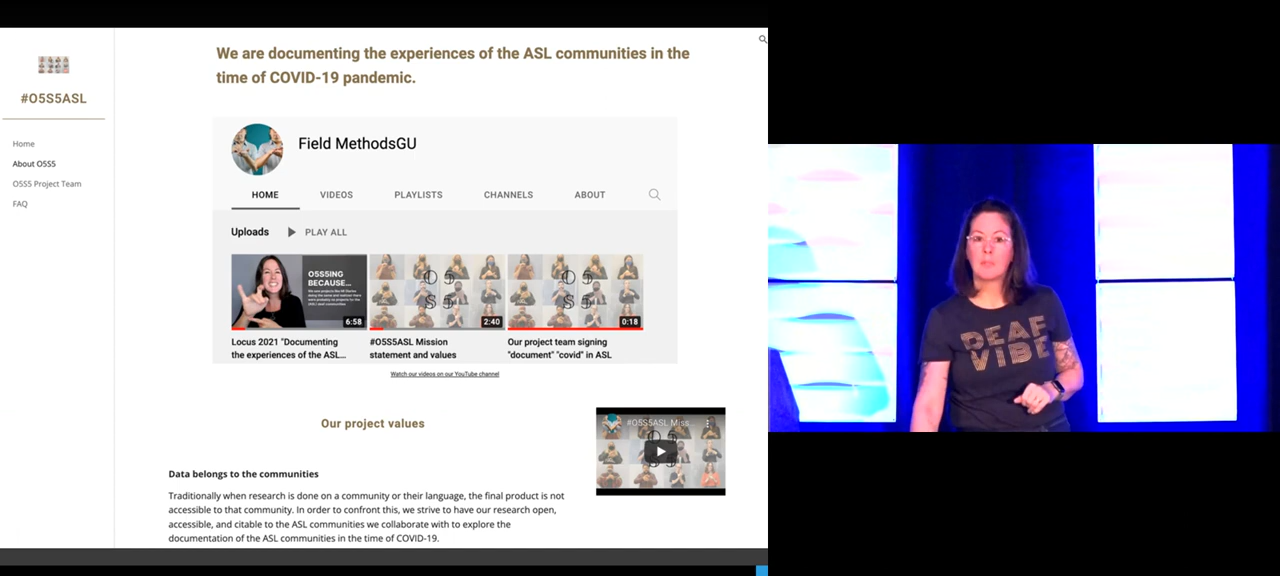 We are documenting the experiences of the ASL communities in the
time of COVID-19 pandemic.
#O5S5ASL
Home
About O5S5
O5S5 Project Team
FAQ
Field MethodsGU
HOME
VIDEOS
PLAYLISTS
CHANNELS
ABOUT
Uploads
PLAY ALL
O5S5ING
BECAUSE...
6:58
O 5
S 5
2:40
O 5
S 5
0:18
Locus 2021 "Documenting
the experiences of the ASL...
#O5S5ASL Mission
statement and values
Our project team signing
"document" "covid" in ASL
Watch our videos on our YouTube channel
Our project values
#O5S5ASL Miss...
Data belongs to the communities
Traditionally when research is done on a community or their language, the final product is not
accessible to that community. In order to confront this, we strive to have our research open,
accessible, and citable to the ASL communities we collaborate with to explore the
documentation of the ASL communities in the time of COVID-19.
DEAF
VIBE